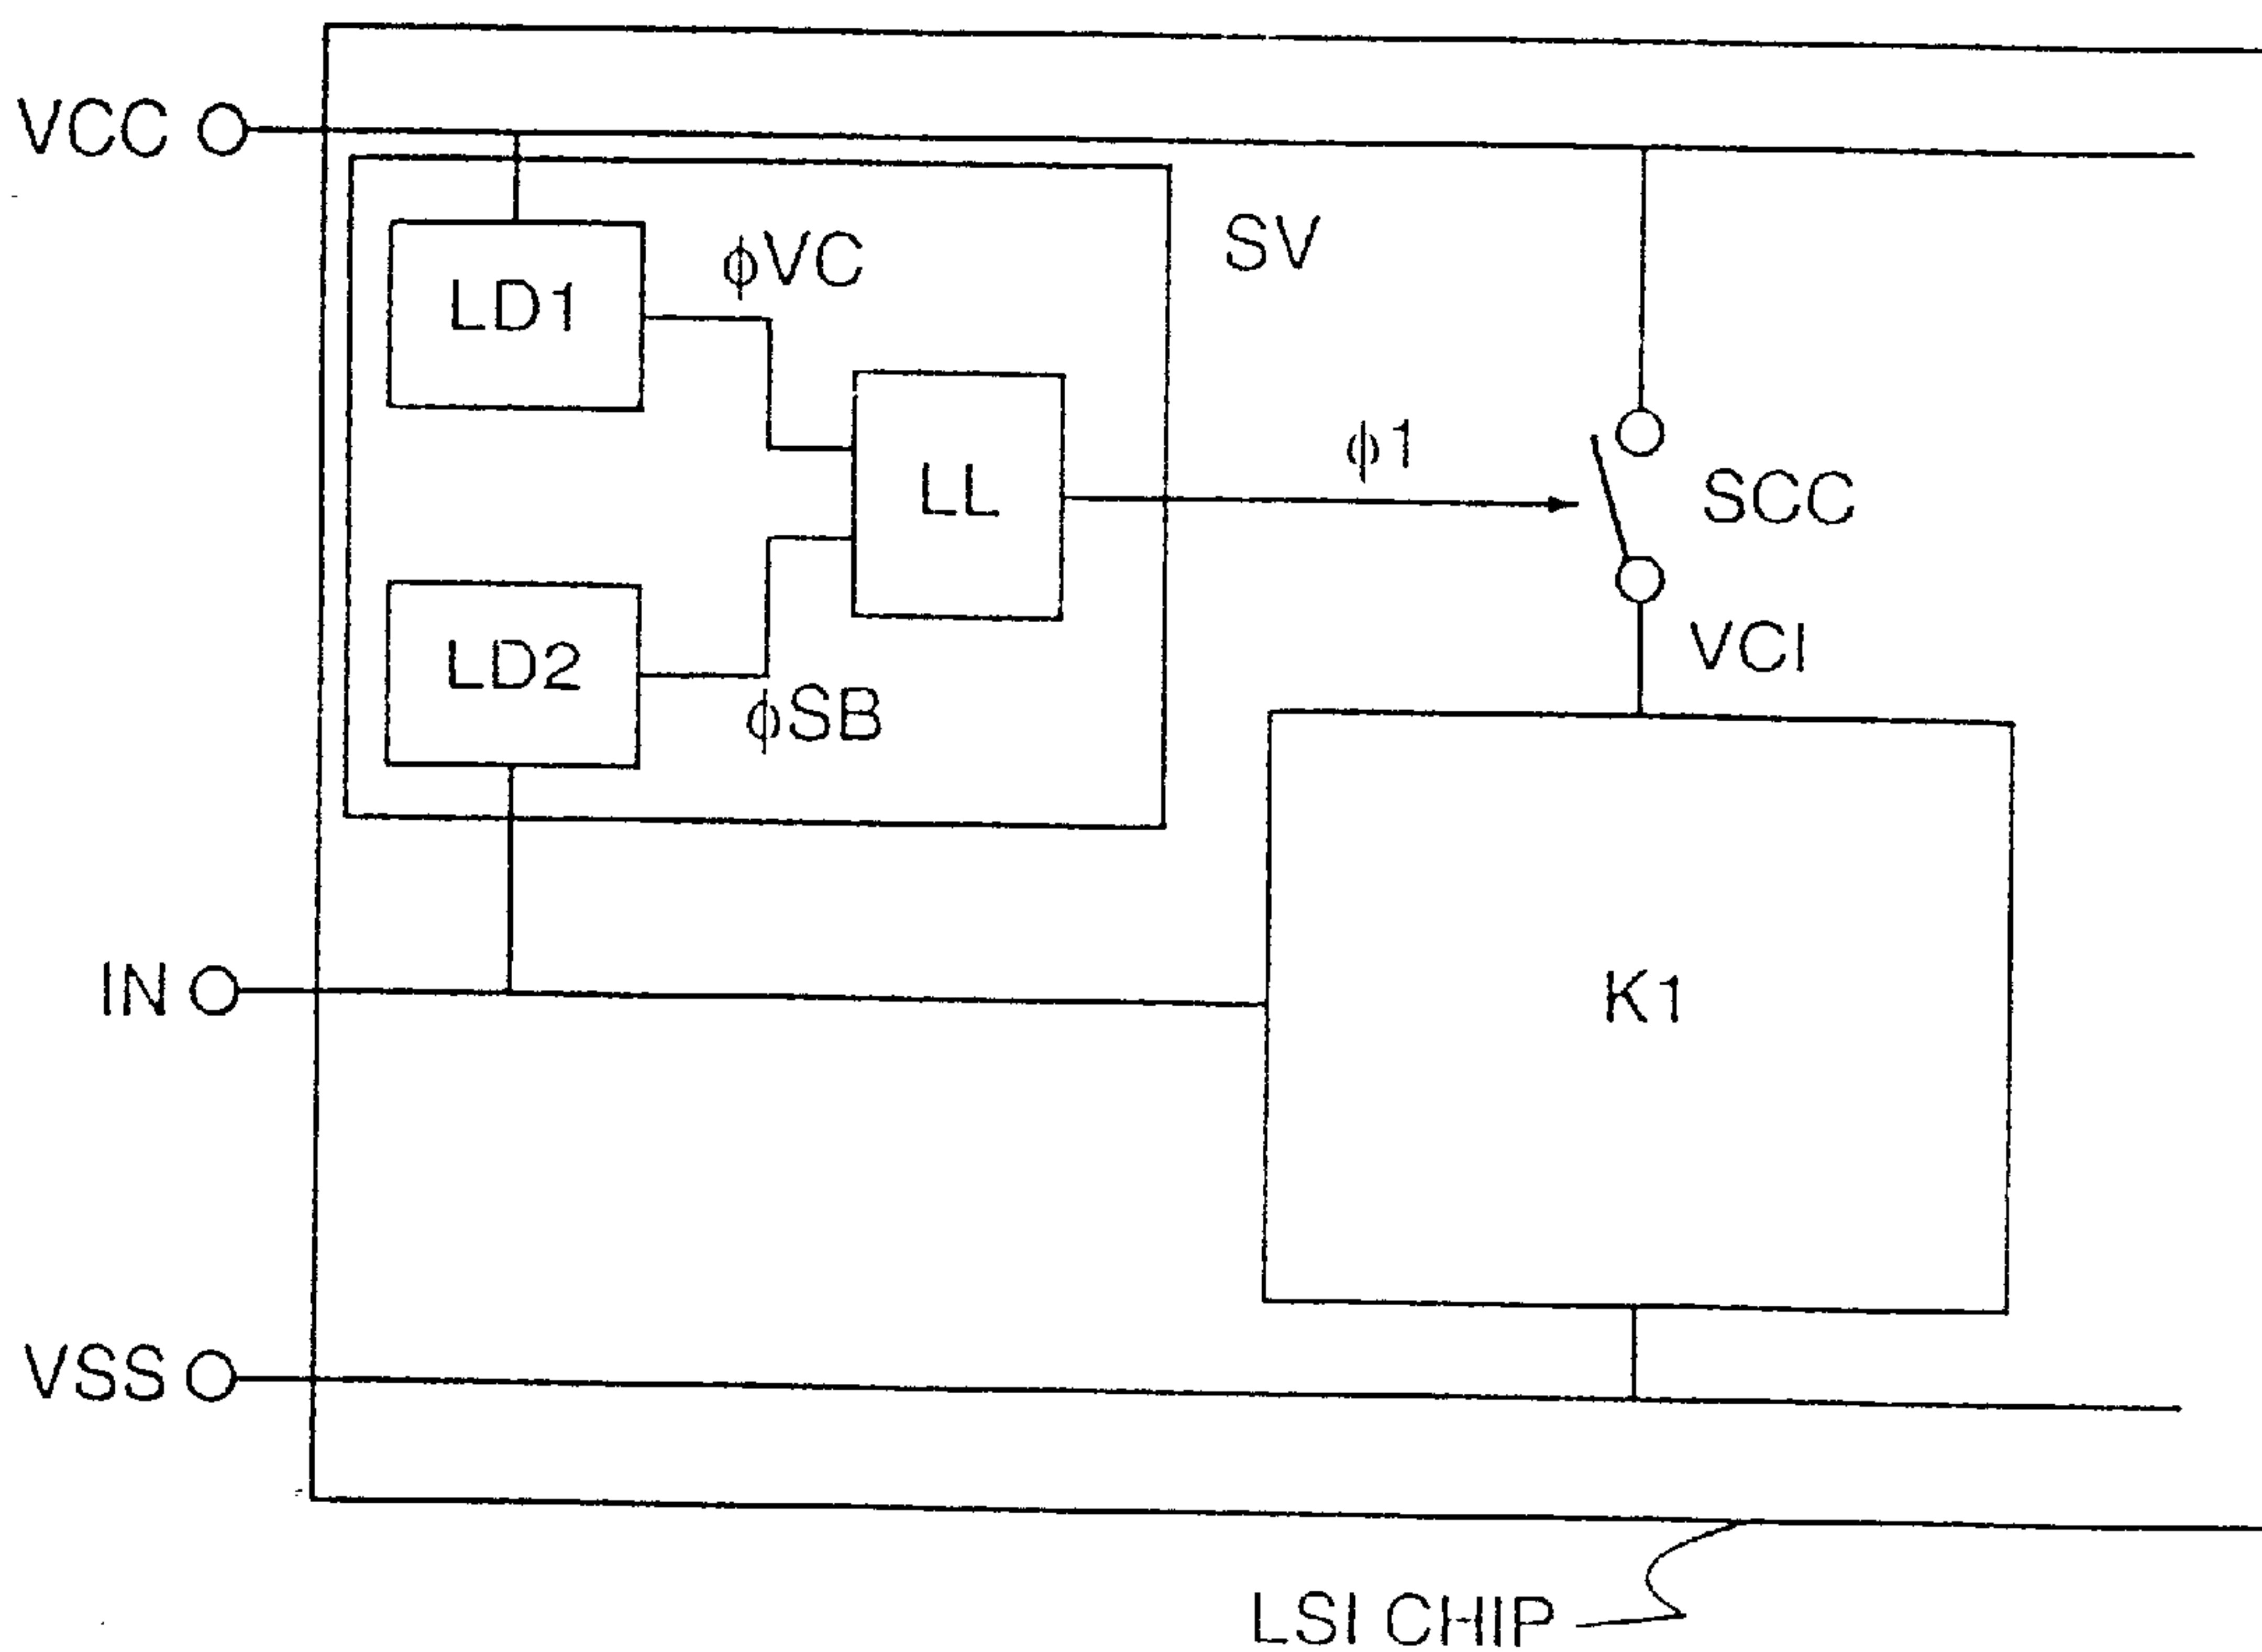 VCC
SV
ϕVC
LD1
ϕ1
LL
SCC
VCI
LD2
ϕSB
IN
K1
VSS
LSI CHIP